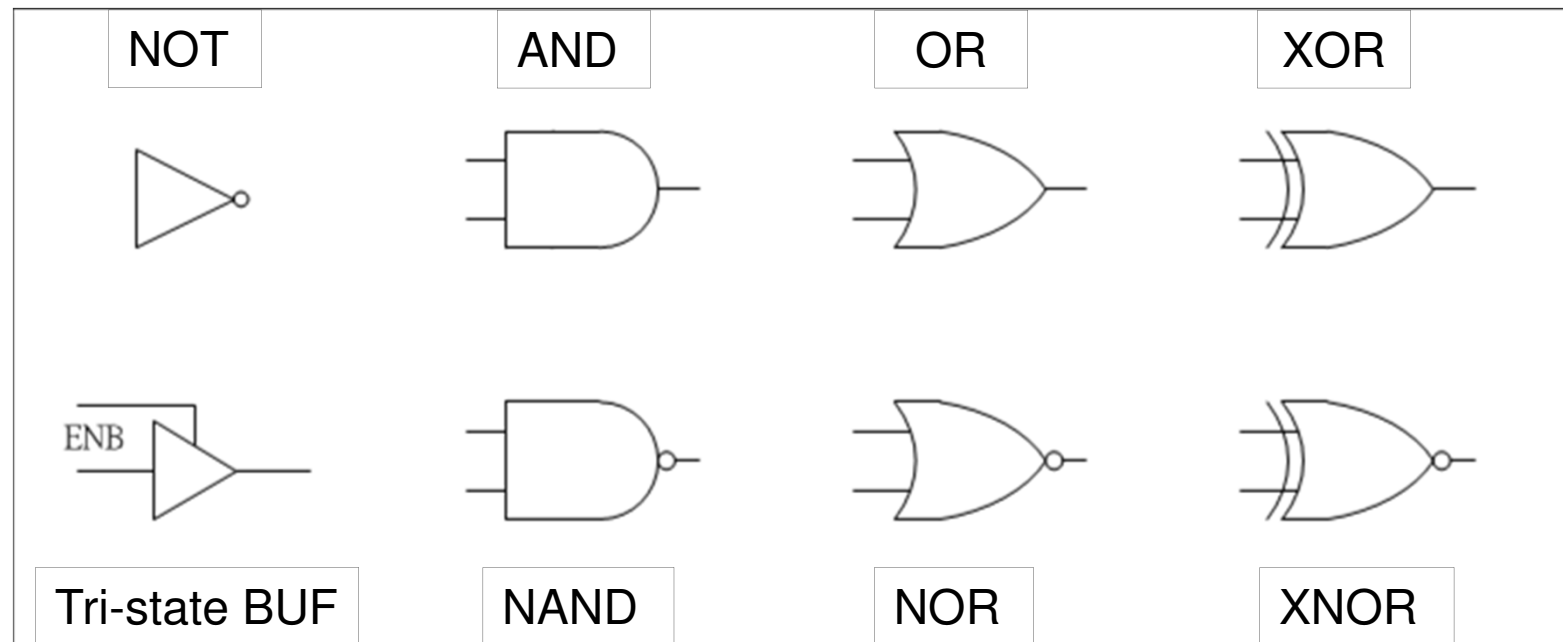 NOT
AND
OR
XOR
ENB
Tri-state BUF
NAND
NOR
XNOR